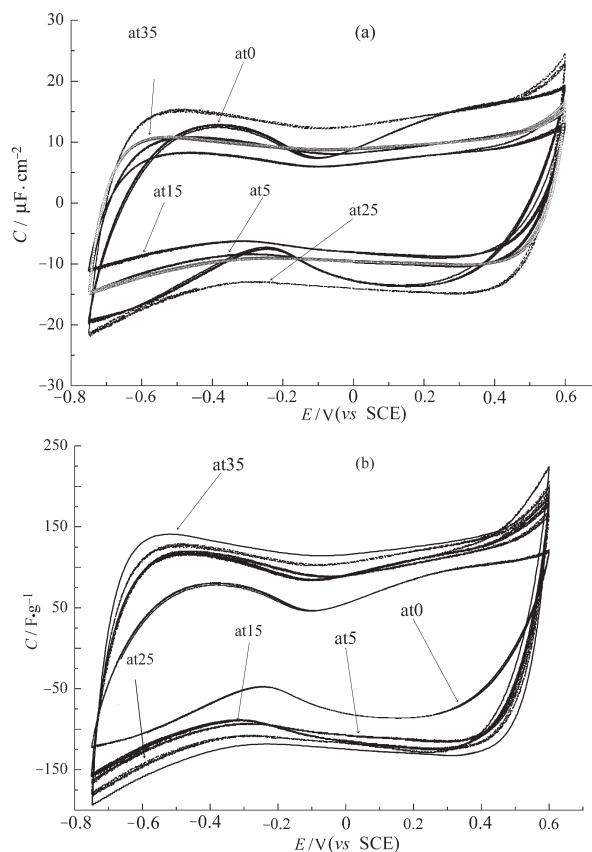 30
20
10
0
−10
−20
−30
C / μF·cm−2
(a)
at35
at0
at15
at5
at25
−0.8 −0.6 −0.4 −0.2 0 0.2 0.4 0.6
E/V(vs SCE)
250
150
50
−50
−150
C / F·g−1
(b)
at35
at0
at15
at5
at25
−0.8 −0.6 −0.4 −0.2 0 0.2 0.4 0.6
E/V(vs SCE)